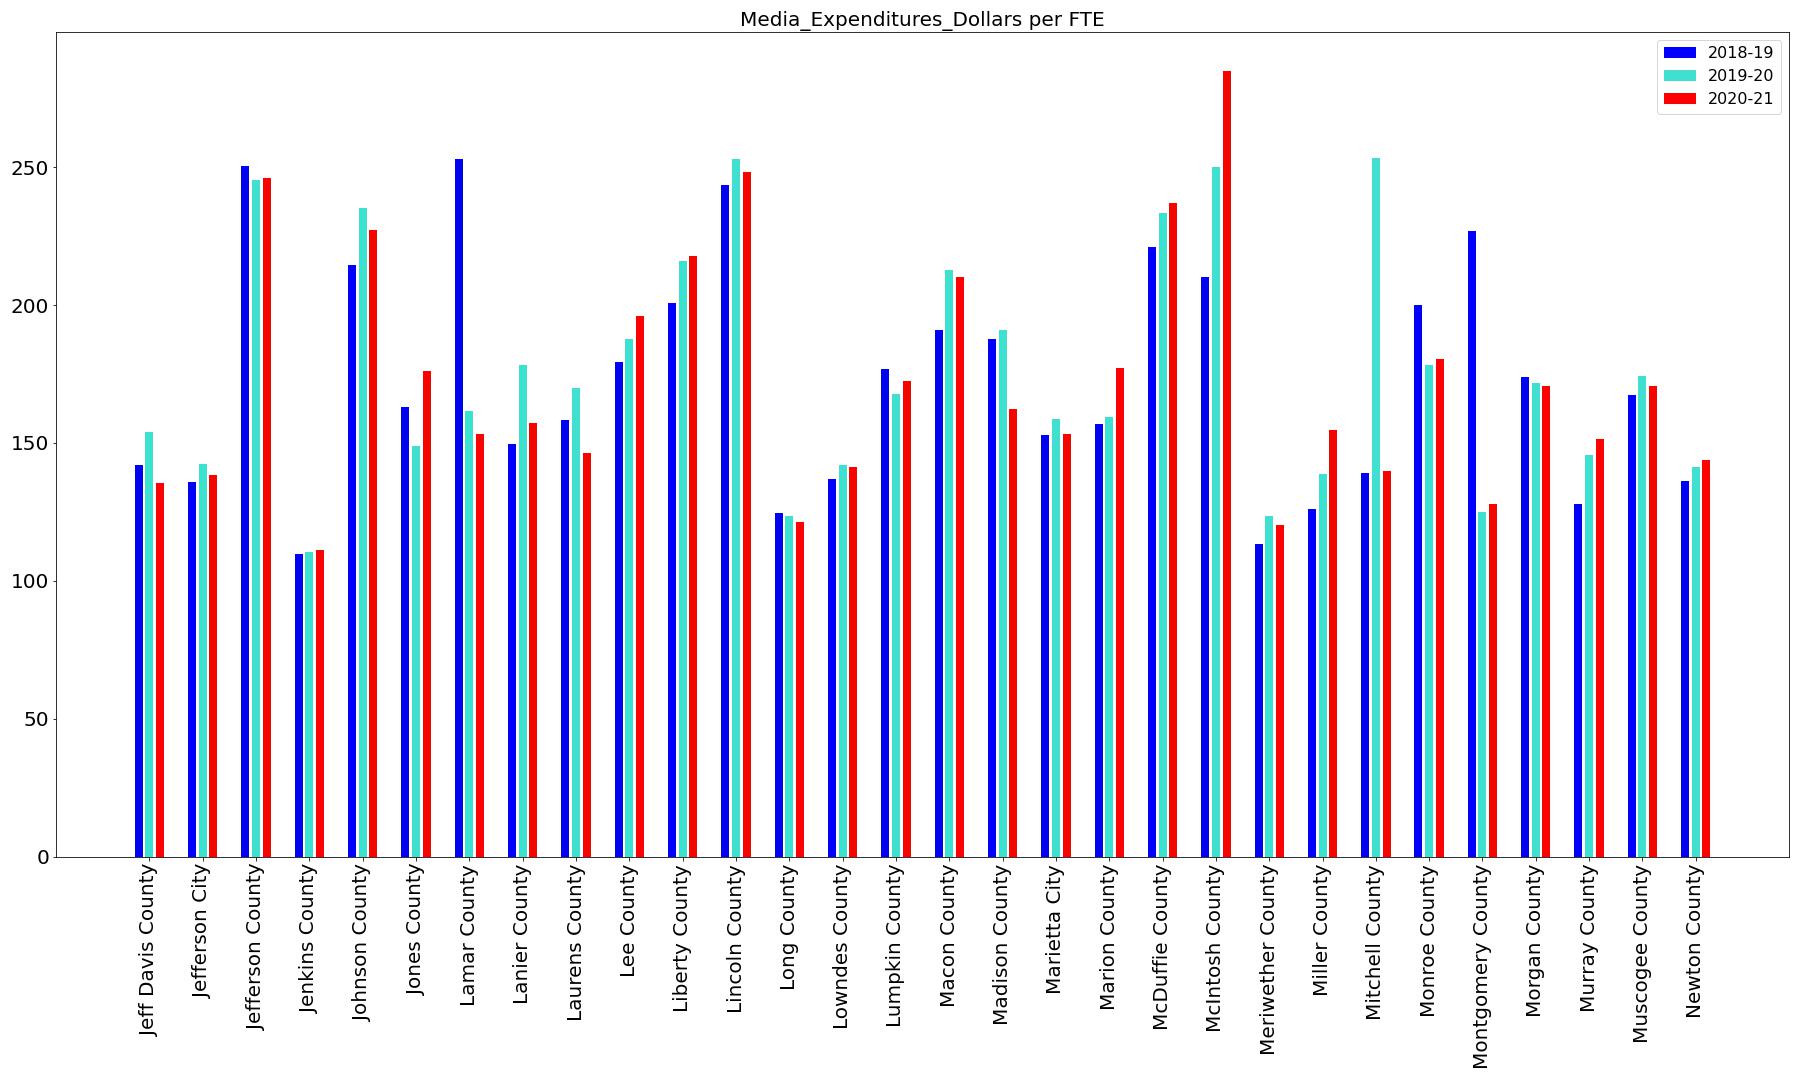 Media_Expenditures_Dollars per FTE
2018-19
2019-20
2020-21
250
200
150
100
50
0
Jeff Davis County
Jefferson City
Jefferson County
Jenkins County
Johnson County
Jones County
Lamar County
Lanier County
Laurens County
Lee County
Liberty County
Lincoln County
Long County
Lowndes County
Lumpkin County
Macon County
Madison County
Marietta City
Marion County
McDuffie County
McIntosh County
Meriwether County
Miller County
Mitchell County
Monroe County
Montgomery County
Morgan County
Murray County
Muscogee County
Newton County